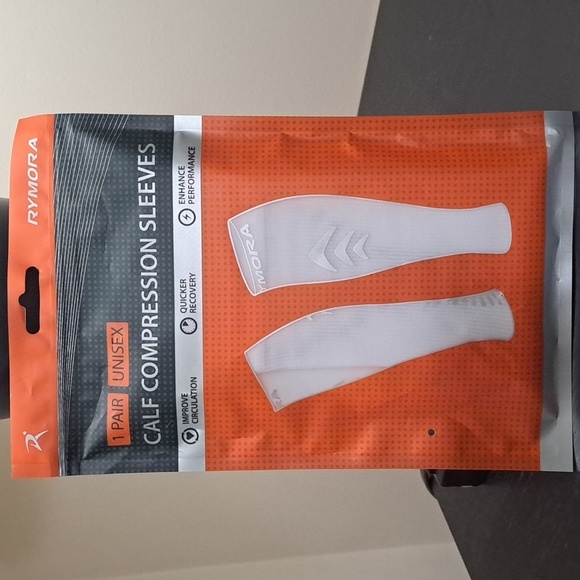 RYMORA
1 PAIR UNISEX
CALF COMPRESSION SLEEVES
IMPROVE
CIRCULATION
QUICKER
RECOVERY
ENHANCE
PERFORMANCE
RYMORA